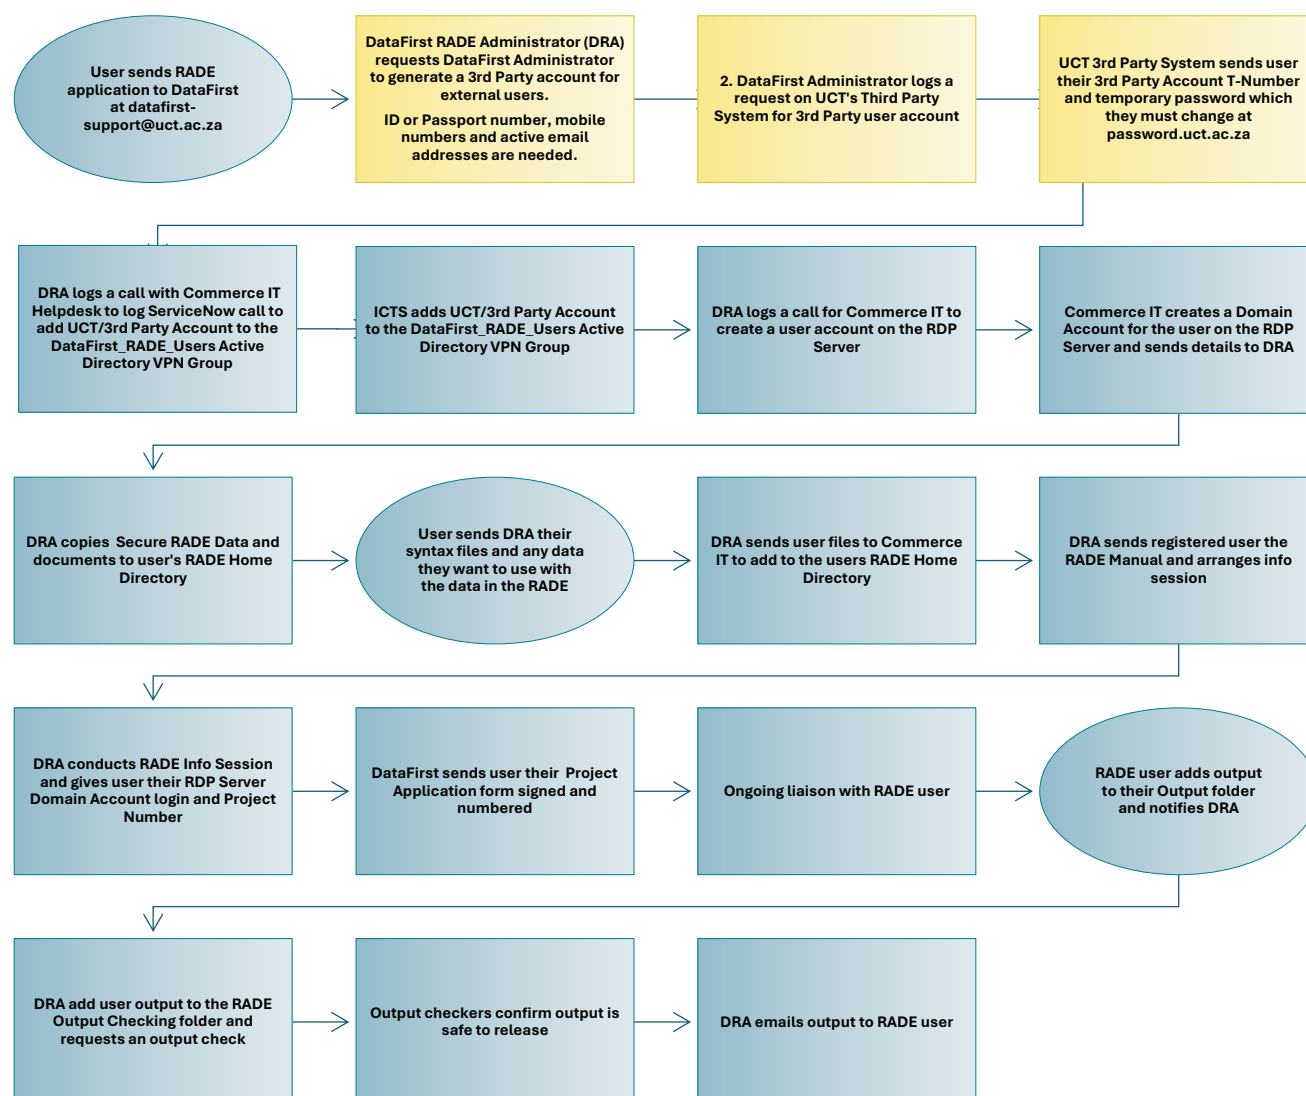 User sends RADE
application to DataFirst
at datafirst-
support@uct.ac.za
DataFirst RADE Administrator (DRA)
requests DataFirst Administrator
to generate a 3rd Party account for
external users.
ID or Passport number, mobile
numbers and active email
addresses are needed.
2. DataFirst Administrator logs a
request on UCT's Third Party
System for 3rd Party user account
UCT 3rd Party System sends user
their 3rd Party Account T-Number
and temporary password which
they must change at
password.uct.ac.za
DRA logs a call with Commerce IT
Helpdesk to log ServiceNow call to
add UCT/3rd Party Account to the
DataFirst_RADE_Users Active
Directory VPN Group
ICTS adds UCT/3rd Party Account
to the DataFirst_RADE_Users Active
Directory VPN Group
DRA logs a call for Commerce IT to
create a user account on the RDP
Server
Commerce IT creates a Domain
Account for the user on the RDP
Server and sends details to DRA
DRA copies Secure RADE Data and
documents to user's RADE Home
Directory
User sends DRA their
syntax files and any data
they want to use with
the data in the RADE
DRA sends user files to Commerce
IT to add to the users RADE Home
Directory
DRA sends registered user the
RADE Manual and arranges info
session
DRA conducts RADE Info Session
and gives user their RDP Server
Domain Account login and Project
Number
DataFirst sends user their Project
Application form signed and
numbered
Ongoing liaison with RADE user
RADE user adds output
to their Output folder
and notifies DRA
DRA add user output to the RADE
Output Checking folder and
requests an output check
Output checkers confirm output is
safe to release
DRA emails output to RADE user